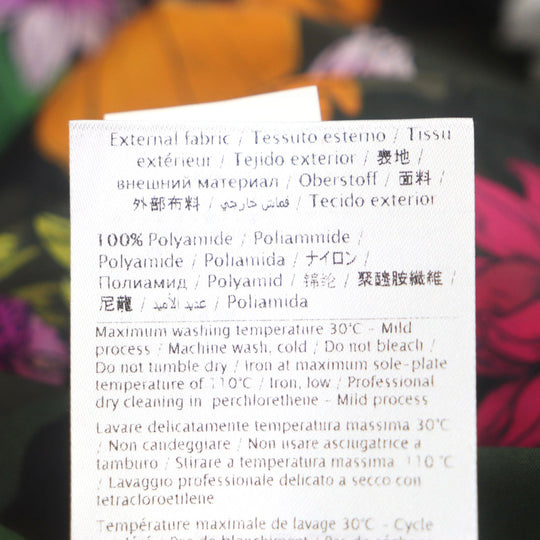 External fabric / Tessuto esterno / Tissu
extérieur / Tejido exterior / 表地 /
внешний материал / Oberstoff / 面料 /
外部布料 / قماش خارجي / Tecido exterior
100% Polyamide / Poliammide /
Polyamide / Poliamida / ナイロン /
Полиамид / Polyamid / 锦纶 / 聚醯胺纖維 /
尼龍 / عديد الأميد / Poliamida
Maximum washing temperature 30°C - Mild
process / Machine wash, cold / Do not bleach /
Do not tumble dry / Iron at maximum sole-plate
temperature of 110°C / Iron, low / Professional
dry cleaning in perchlorethene - Mild process
Lavare delicatamente temperatura massima 30°C
/ Non candeggiare / Non usare asciugatrice a
tamburo / Stirare a temperatura massima 110°C
/ Lavaggio professionale delicato a secco con
tetracloroetilene
Température maximale de lavage 30°C - Cycle